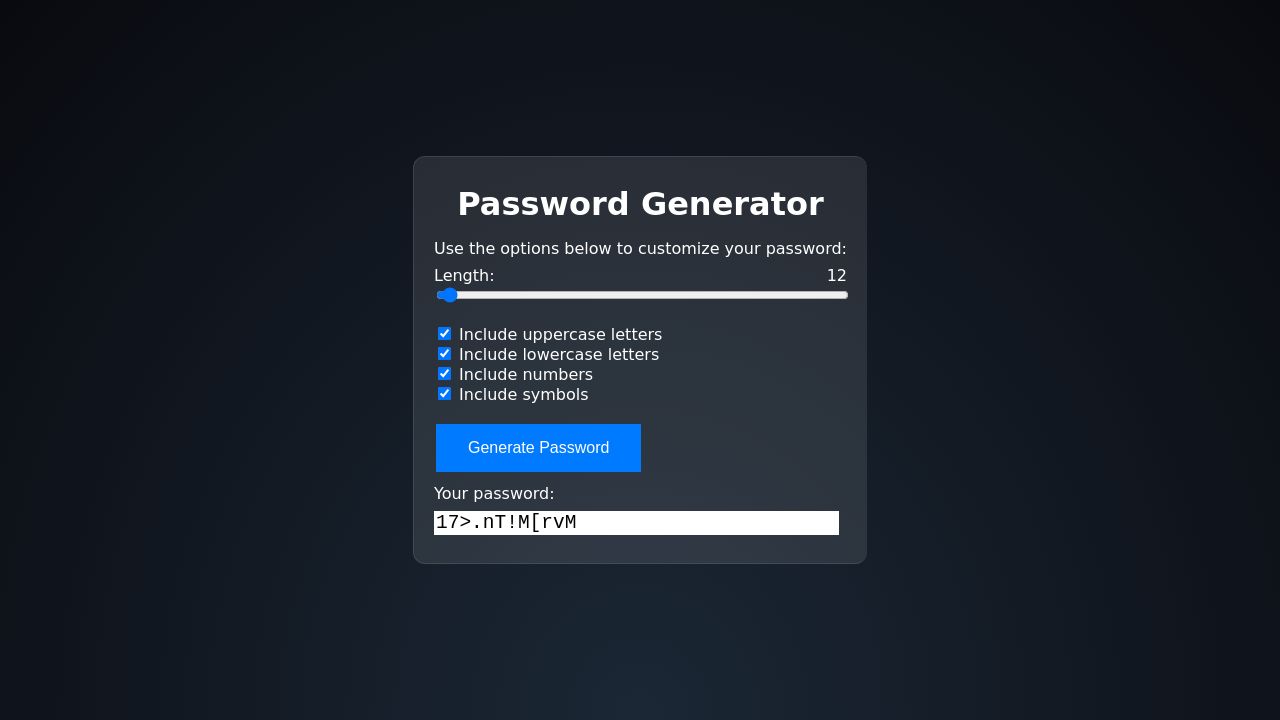 Password Generator
Use the options below to customize your password:
Length: 12
Include uppercase letters
Include lowercase letters
Include numbers
Include symbols
Generate Password
Your password:
17>.nT!M[rvM